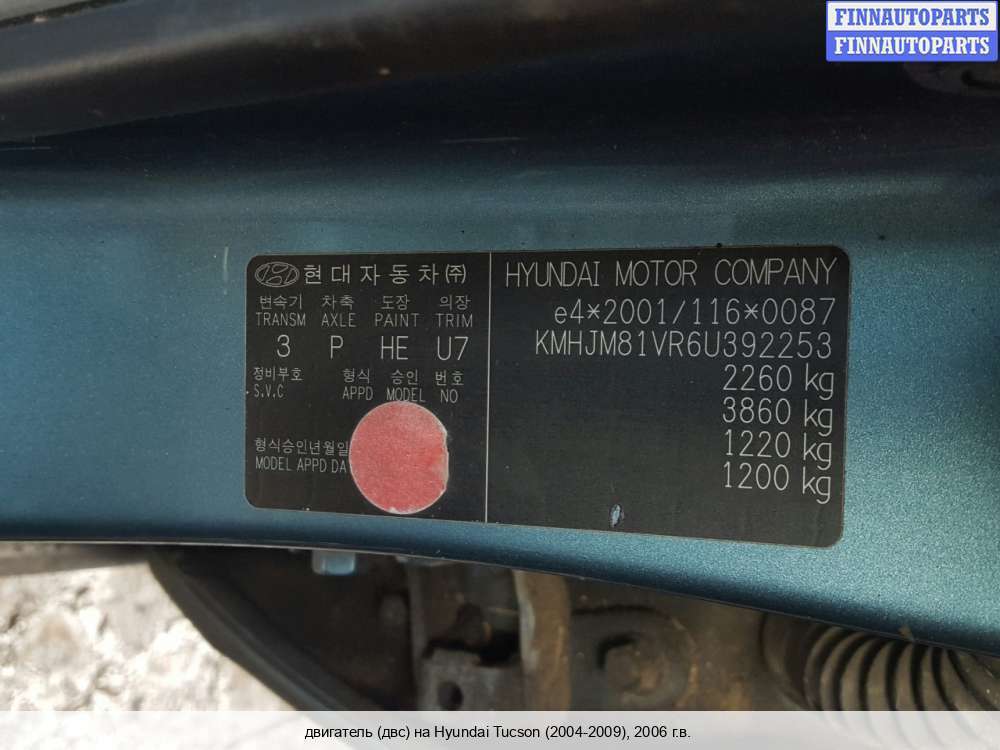 FINNAUTOPARTS
FINNAUTOPARTS
현대자동차(주)
변속기 차축 도장 의장
TRANSM AXLE PAINT TRIM
3 P HE U7
정비부호 형식 승인 번호
S.V.C APPD MODEL NO
형식승인년월일
MODEL APPD DA
HYUNDAI MOTOR COMPANY
e4*2001/116*0087
KMHJM81VR6U392253
2260 kg
3860 kg
1220 kg
1200 kg
двигатель (двс) на Hyundai Tucson (2004-2009), 2006 г.в.